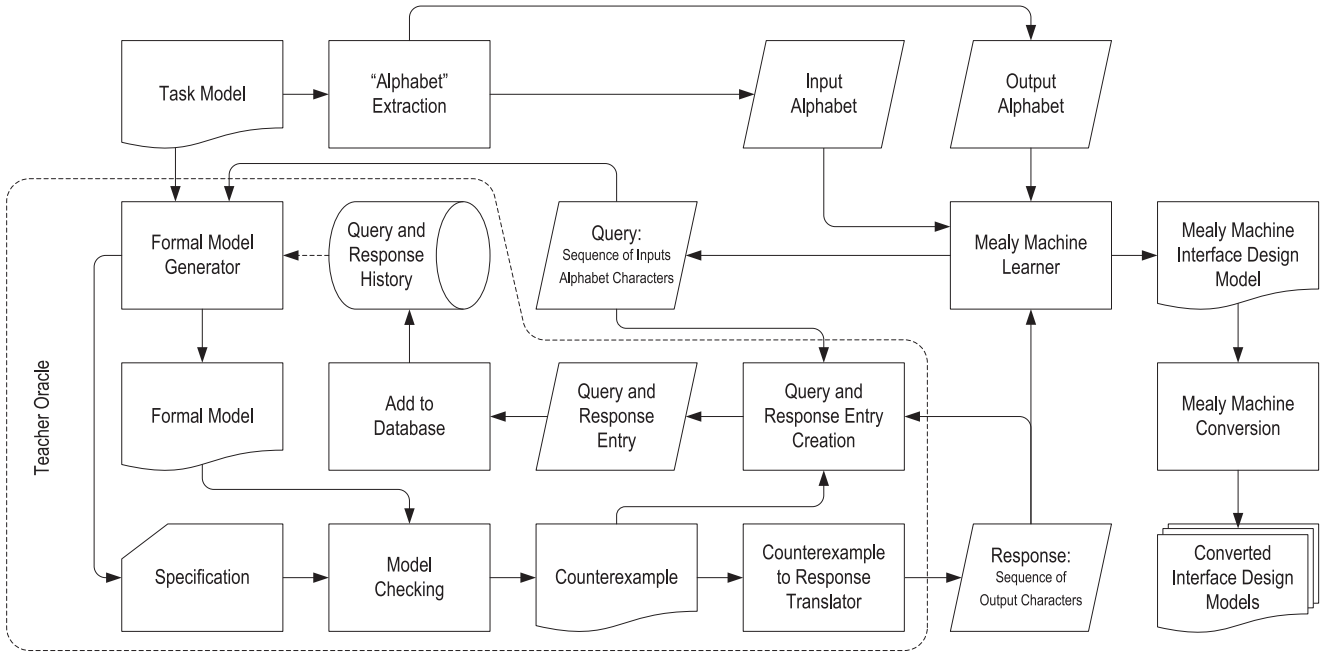 Task Model
“Alphabet”
Extraction
Input
Alphabet
Output
Alphabet
Formal Model
Generator
Query and
Response
History
Query:
Sequence of Inputs
Alphabet Characters
Mealy Machine
Learner
Mealy Machine
Interface Design
Model
Teacher Oracle
Formal Model
Add to
Database
Query and
Response
Entry
Query and
Response Entry
Creation
Mealy Machine
Conversion
Specification
Model
Checking
Counterexample
Counterexample
to Response
Translator
Response:
Sequence of
Output Characters
Converted
Interface Design
Models